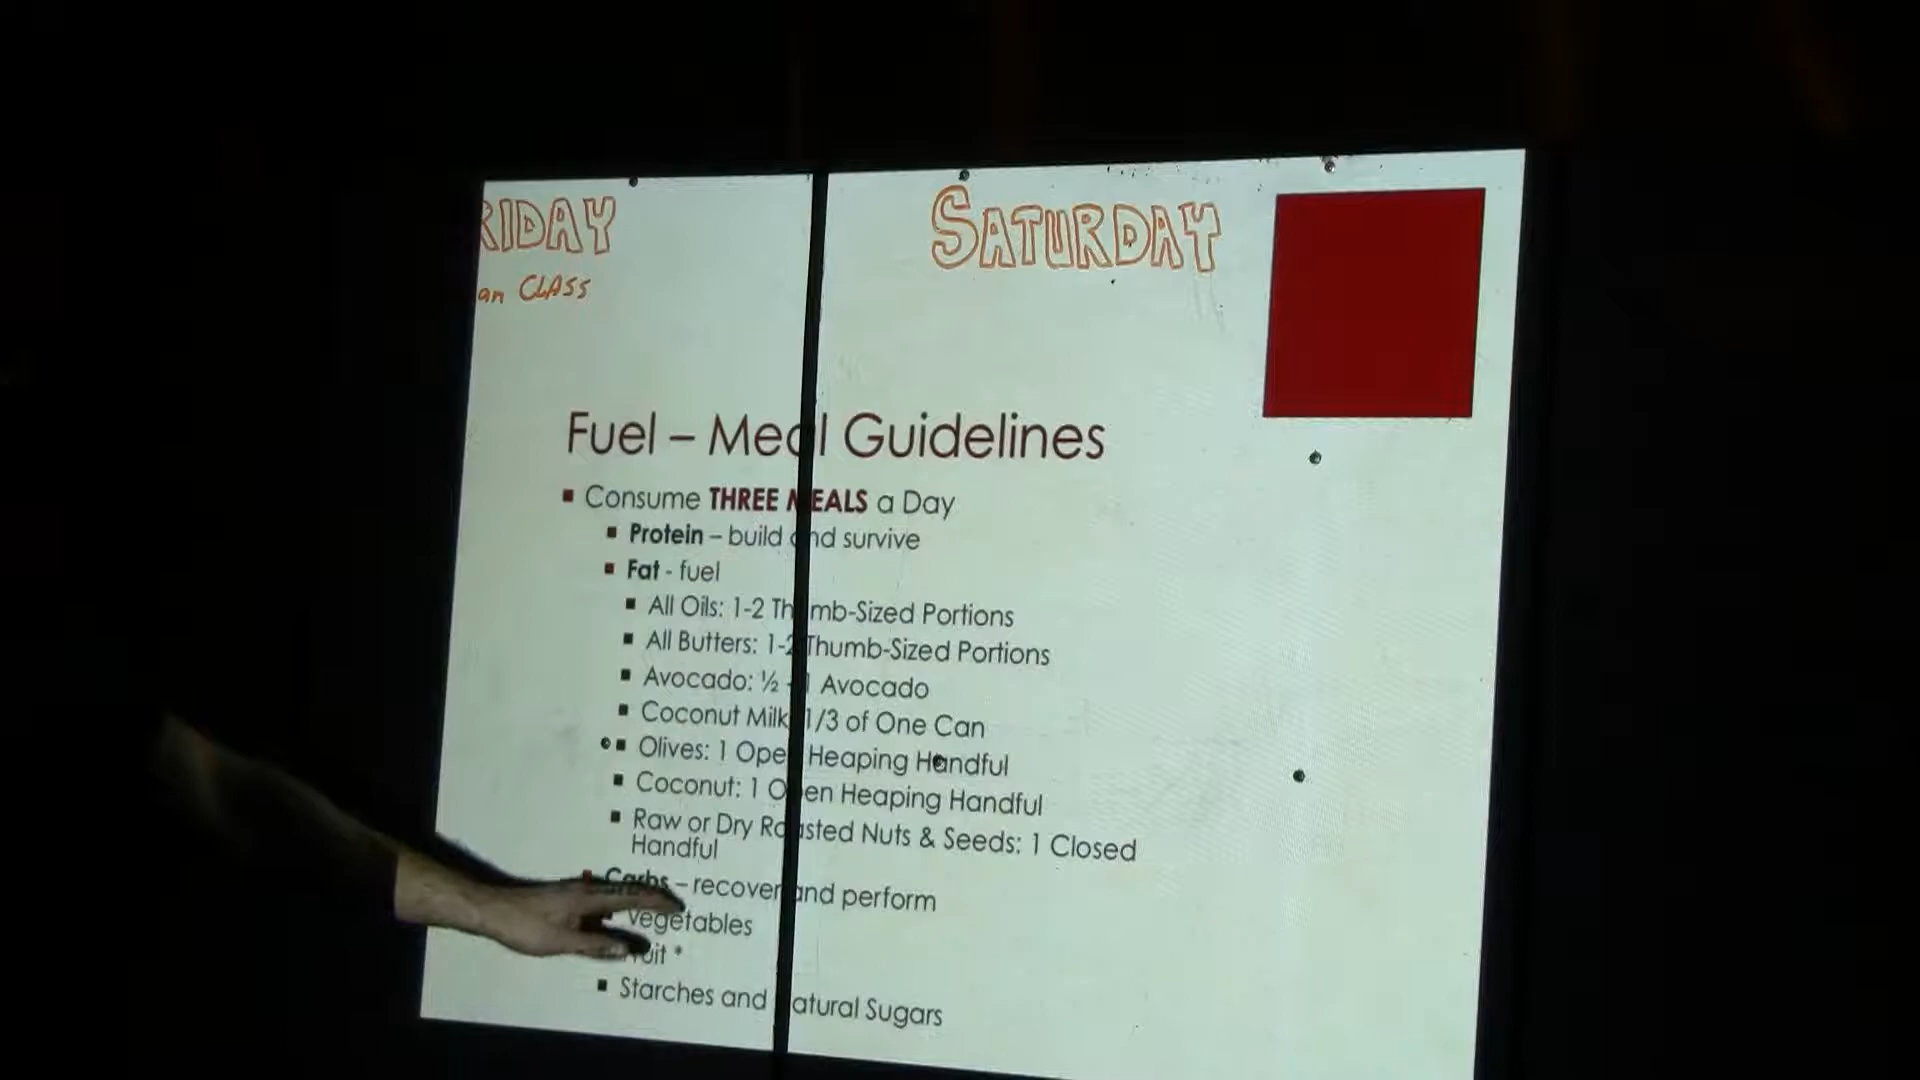 RIDAY
an CLASS
SATURDAY
Fuel – Meal Guidelines
Consume THREE MEALS a Day
Protein – build and survive
Fat - fuel
All Oils: 1-2 Thumb-Sized Portions
All Butters: 1-2 Thumb-Sized Portions
Avocado: ½ - 1 Avocado
Coconut Milk: 1/3 of One Can
Olives: 1 Open Heaping Handful
Coconut: 1 Open Heaping Handful
Raw or Dry Roasted Nuts & Seeds: 1 Closed
Handful
Carbs – recover and perform
Vegetables
Fruit *
Starches and Natural Sugars